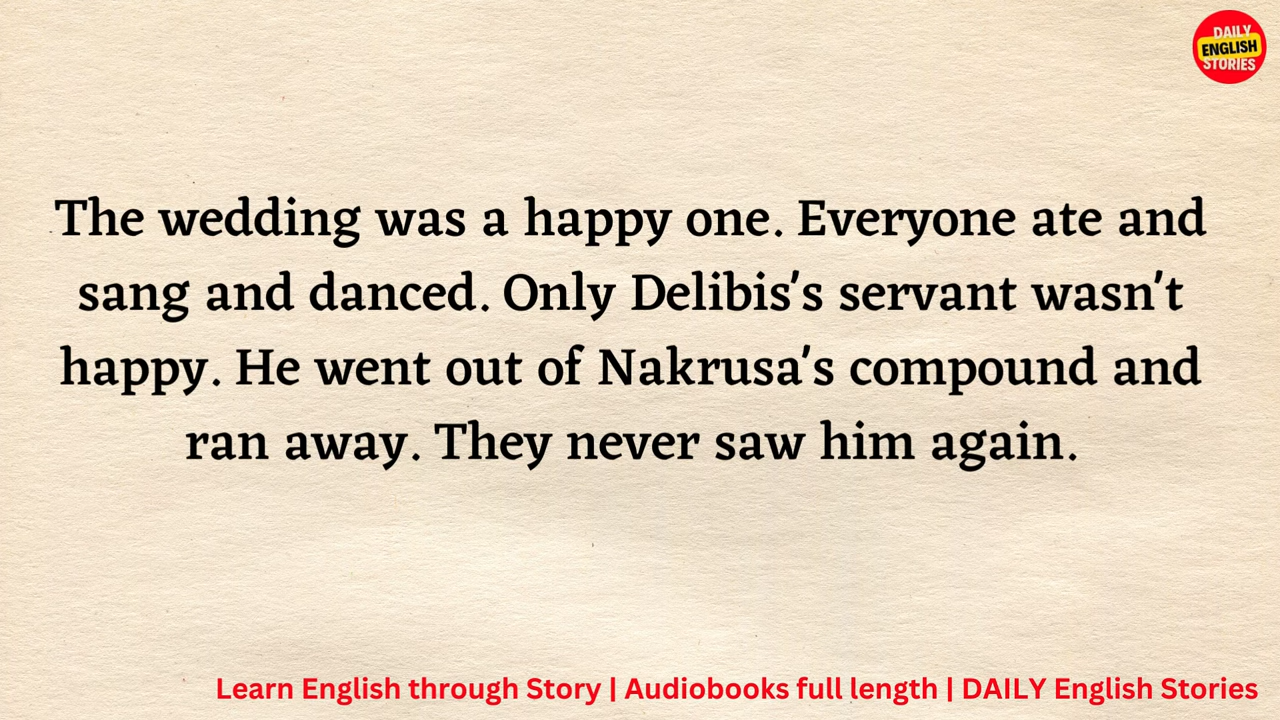 DAILY
ENGLISH
STORIES
The wedding was a happy one. Everyone ate and
sang and danced. Only Delibis's servant wasn't
happy. He went out of Nakrusa's compound and
ran away. They never saw him again.
Learn English through Story | Audiobooks full length | DAILY English Stories